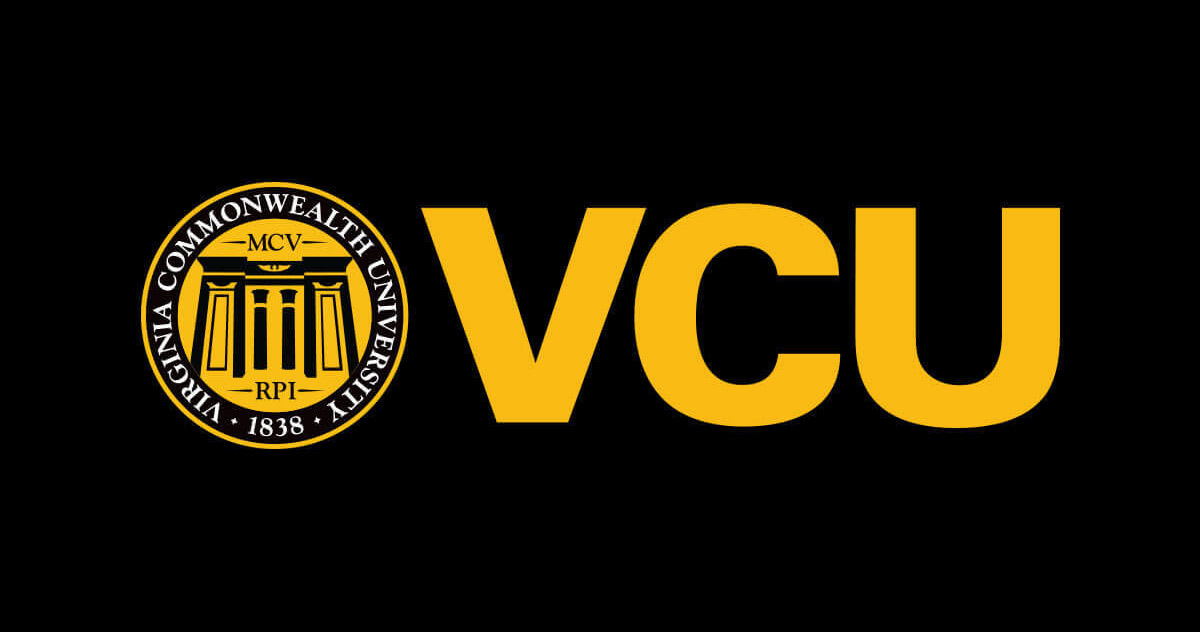 VIRGINIA COMMONWEALTH UNIVERSITY
MCV
RPI
· 1838 ·
VCU